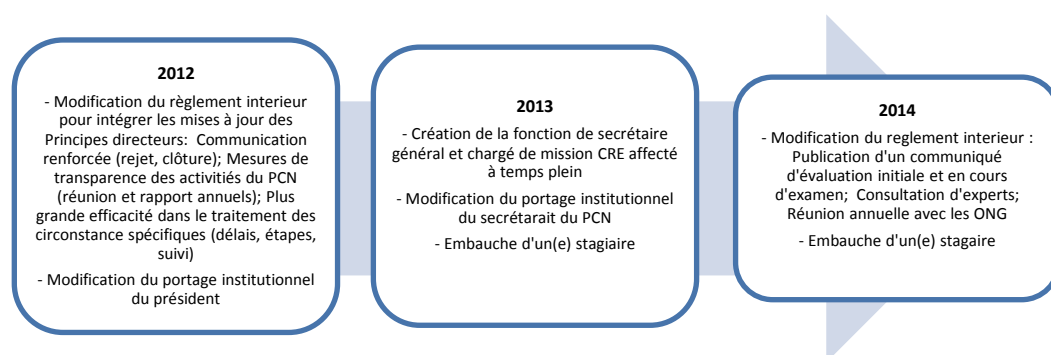 2012
- Modification du règlement interieur
pour intégrer les mises à jour des
Principes directeurs: Communication
renforcée (rejet, clôture); Mesures de
transparence des activitiés du PCN
(réunion et rapport annuels); Plus
grande efficacité dans le traitement des
circonstance spécifiques (délais, étapes,
suivi)
- Modification du portage institutionnel
du président
2013
- Création de la fonction de secrétaire
général et chargé de mission CRE affecté
à temps plein
- Modification du portage institutionnel
du secrétarait du PCN
- Embauche d'un(e) stagiaire
2014
- Modification du reglement interieur :
Publication d'un communiqué
d'évaluation initiale et en cours
d'examen; Consultation d'experts;
Réunion annuelle avec les ONG
- Embauche d'un(e) stagaire